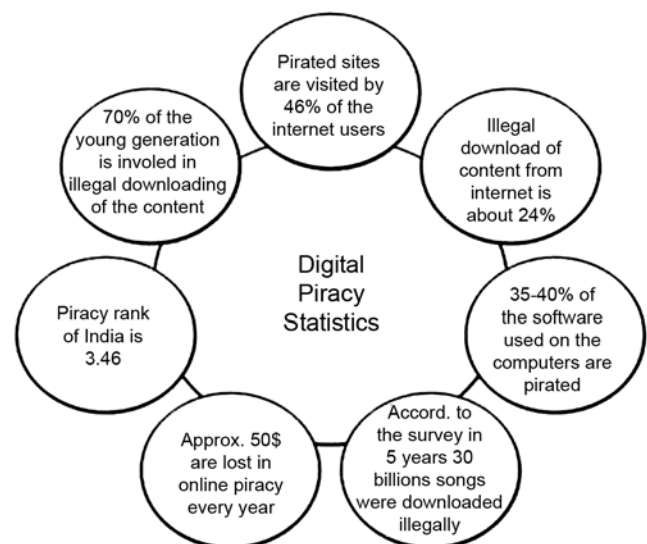 Pirated sites
are visited by
46% of the
internet users
Illegal
download of
content from
internet is
about 24%
35-40% of
the software
used on the
computers are
pirated
Accord. to
the survey in
5 years 30
billions songs
were downloaded
illegally
Approx. 50$
are lost in
online piracy
every year
Piracy rank
of India is
3.46
70% of the
young generation
is involed in
illegal downloading
of the content
Digital
Piracy
Statistics